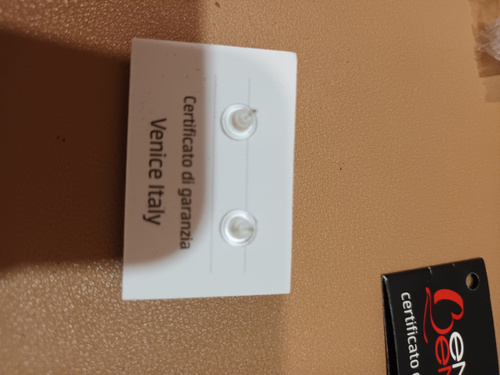 Certificato di garanzia
Venice Italy
certificato